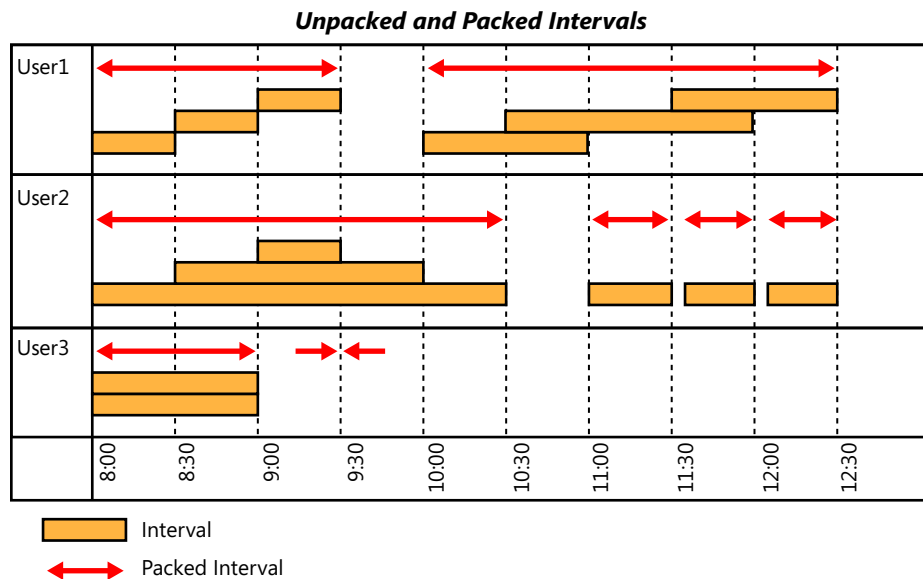 Unpacked and Packed Intervals
User1
User2
User3
8:00
8:30
9:00
9:30
10:00
10:30
11:00
11:30
12:00
12:30
Interval
Packed Interval